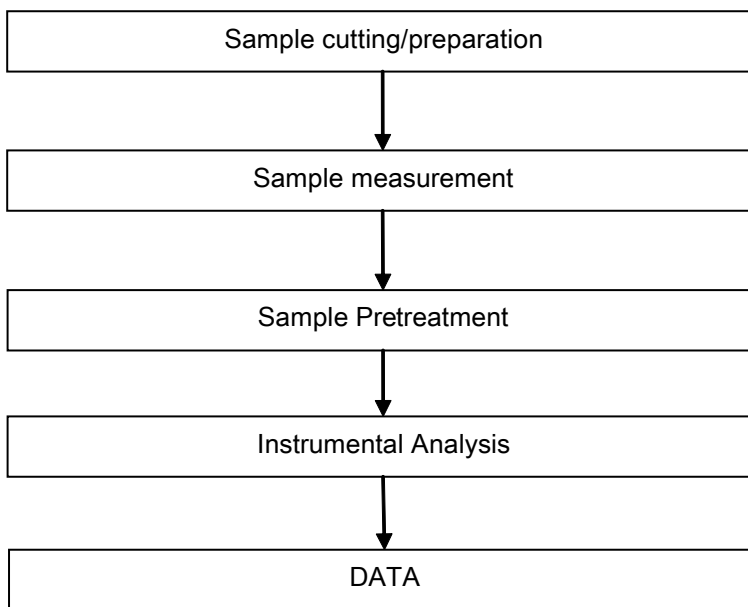 Sample cutting/preparation
Sample measurement
Sample Pretreatment
Instrumental Analysis
DATA